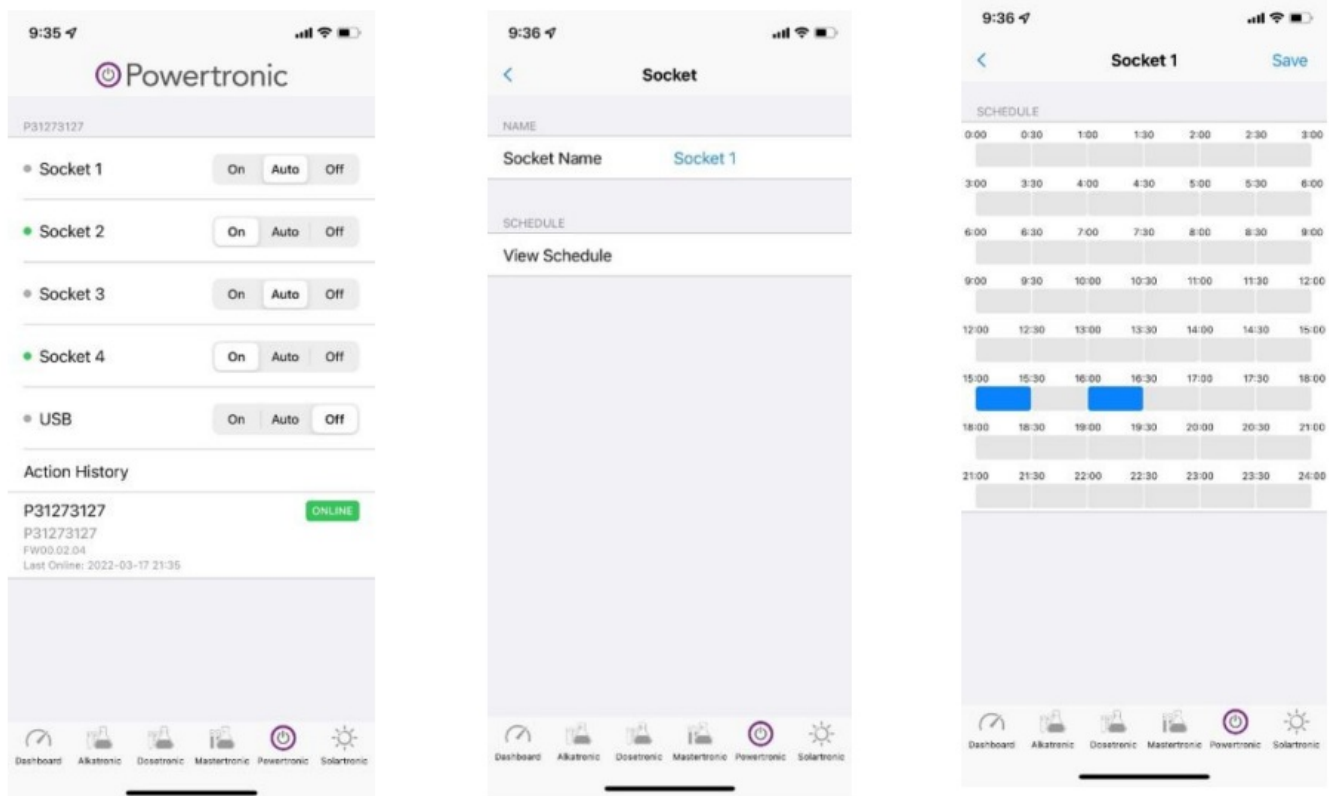 9:35
Powertronic
P31273127
Socket 1 On Auto Off
Socket 2 On Auto Off
Socket 3 On Auto Off
Socket 4 On Auto Off
USB On Auto Off
Action History
P31273127 ONLINE
P31273127
FW00.02.04
Last Online: 2022-03-17 21:35
Dashboard Alkatronic Dosetronic Mastertronic Powertronic Solartronic
9:36
Socket
NAME
Socket Name Socket 1
SCHEDULE
View Schedule
Dashboard Alkatronic Dosetronic Mastertronic Powertronic Solartronic
9:36
Socket 1 Save
SCHEDULE
0:00 0:30 1:00 1:30 2:00 2:30 3:00
3:00 3:30 4:00 4:30 5:00 5:30 6:00
6:00 6:30 7:00 7:30 8:00 8:30 9:00
9:00 9:30 10:00 10:30 11:00 11:30 12:00
12:00 12:30 13:00 13:30 14:00 14:30 15:00
15:00 15:30 16:00 16:30 17:00 17:30 18:00
18:00 18:30 19:00 19:30 20:00 20:30 21:00
21:00 21:30 22:00 22:30 23:00 23:30 24:00
Dashboard Alkatronic Dosetronic Mastertronic Powertronic Solartronic